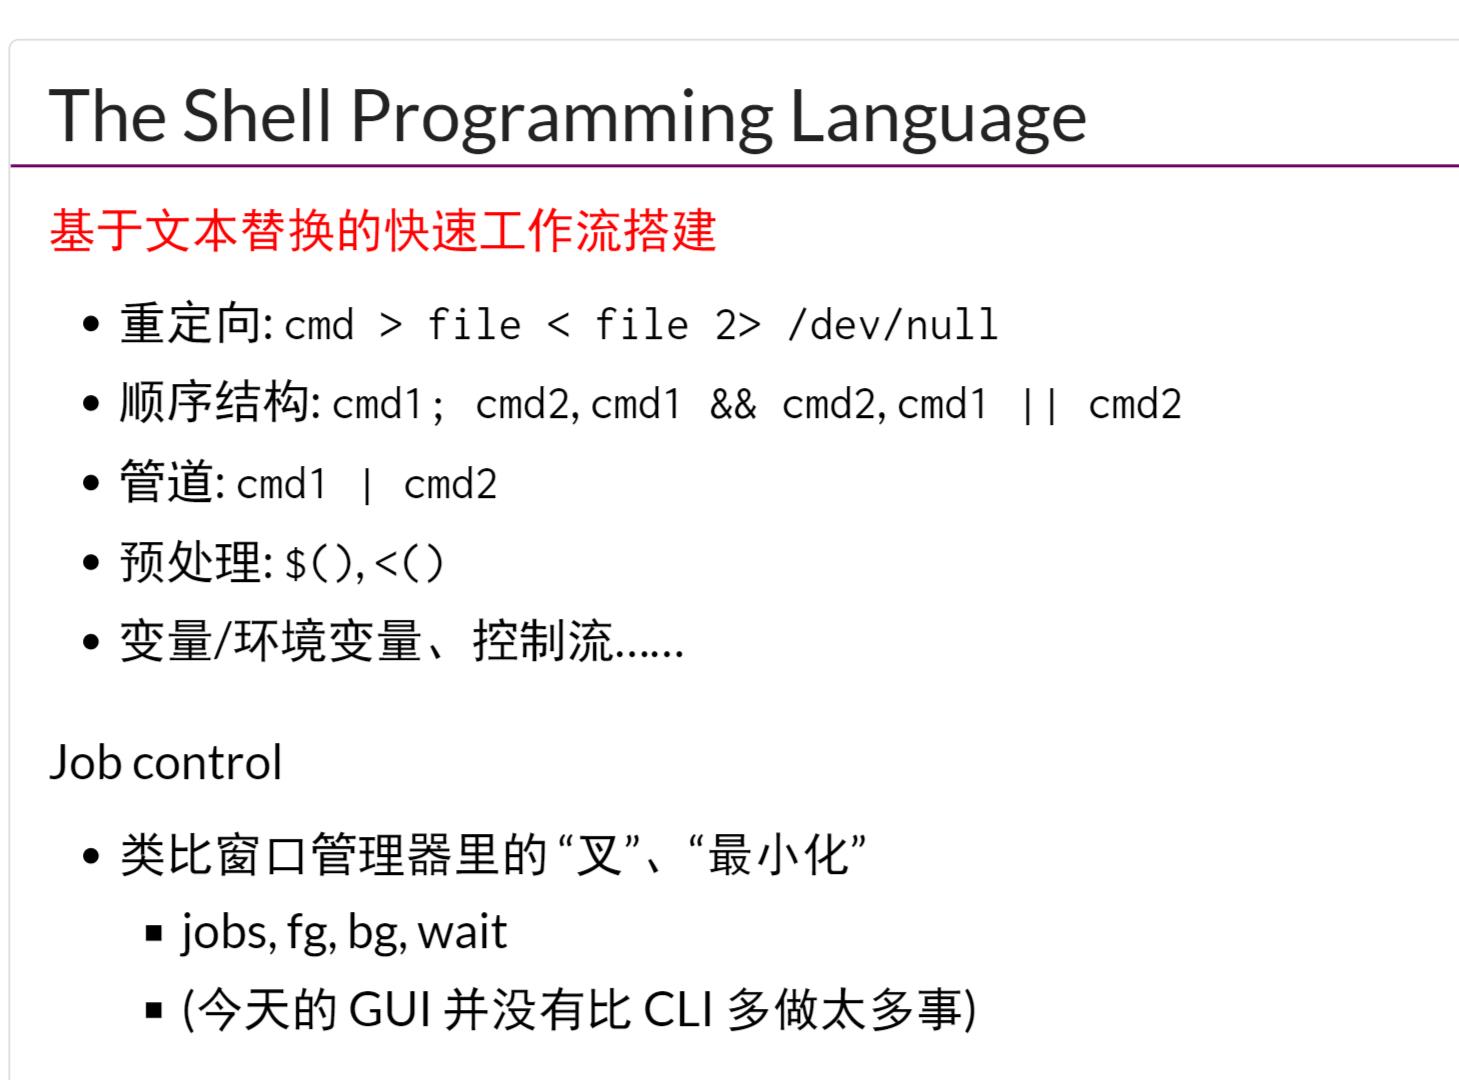 The Shell Programming Language
基于文本替换的快速工作流搭建
• 重定向: cmd > file < file 2> /dev/null
• 顺序结构: cmd1; cmd2, cmd1 && cmd2, cmd1 || cmd2
• 管道: cmd1 | cmd2
• 预处理: $(), <()
• 变量/环境变量、控制流......
Job control
• 类比窗口管理器里的 “叉”、“最小化”
▪ jobs, fg, bg, wait
▪ (今天的 GUI 并没有比 CLI 多做太多事)